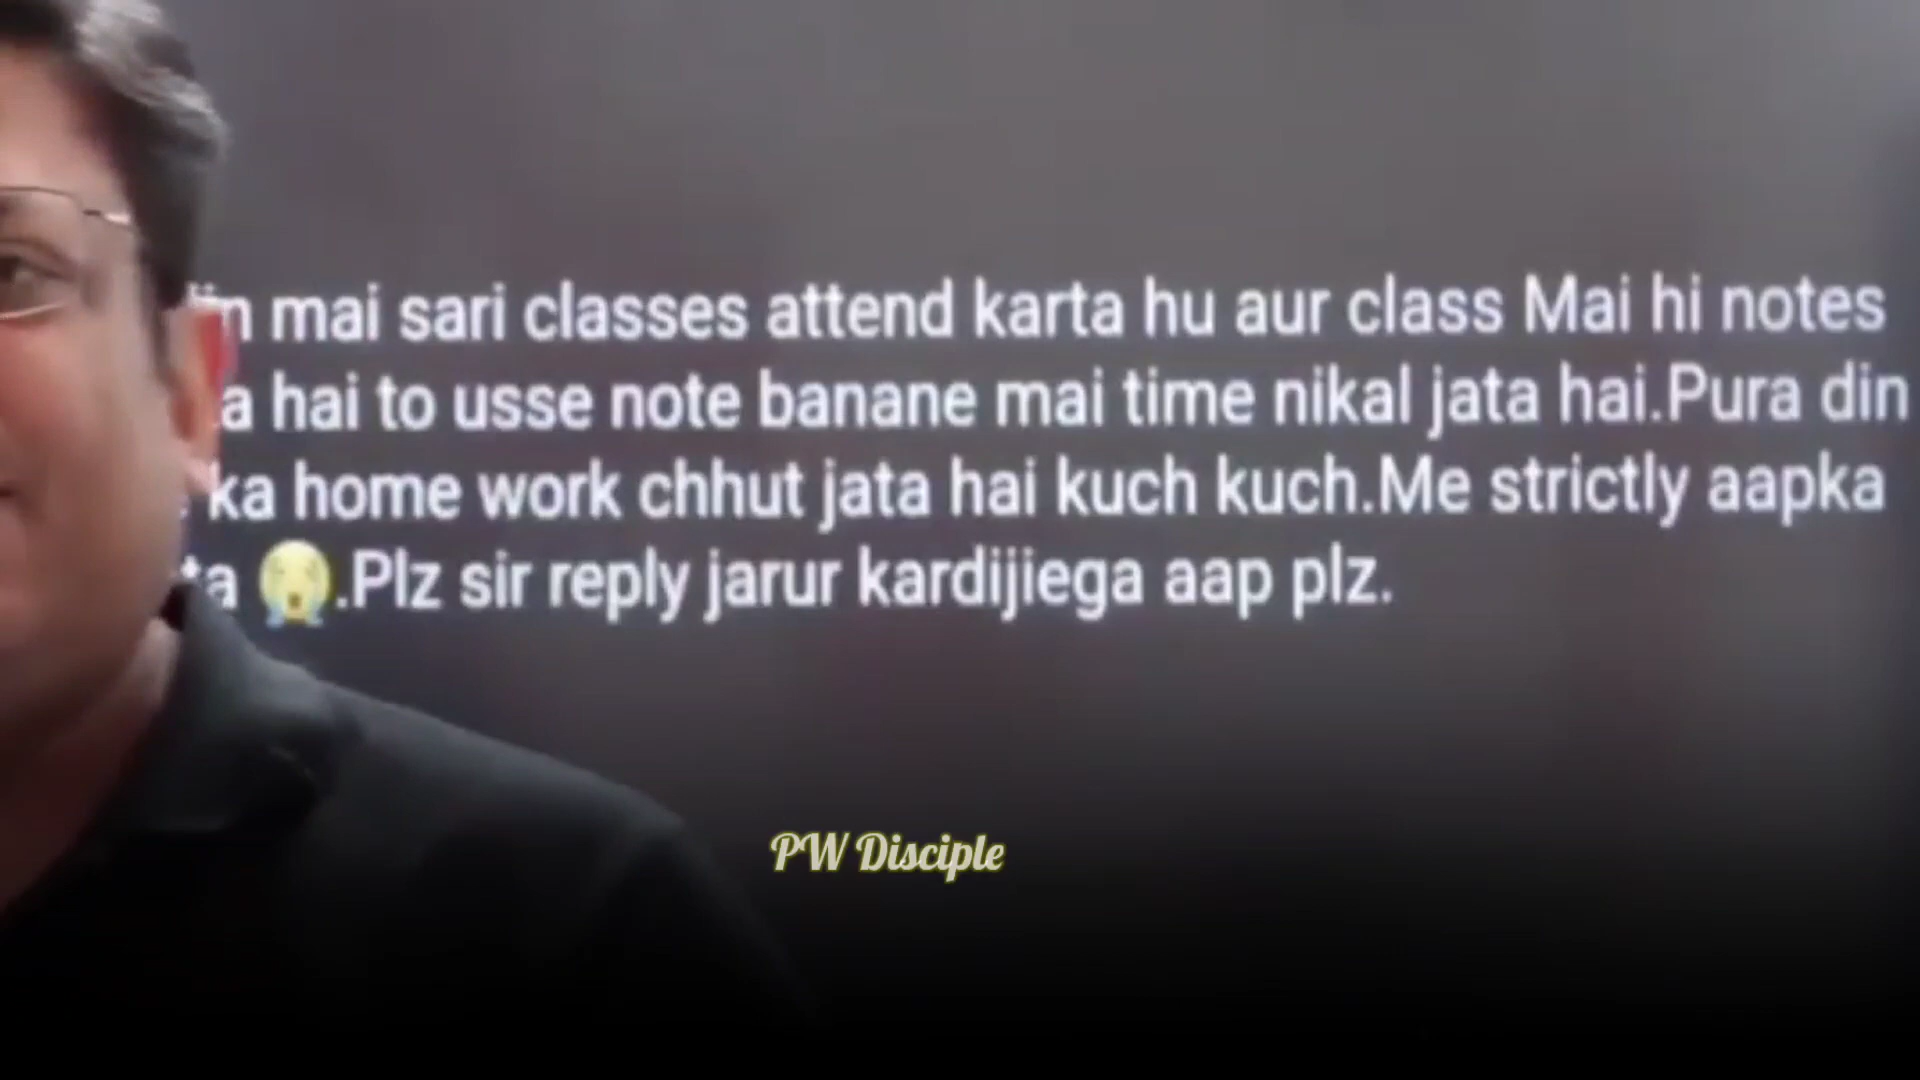 mai sari classes attend karta hu aur class Mai hi notes
hai to usse note banane mai time nikal jata hai.Pura din
ka home work chhut jata hai kuch kuch.Me strictly aapka
😭.Plz sir reply jarur kardijiega aap plz.
PW Disciple